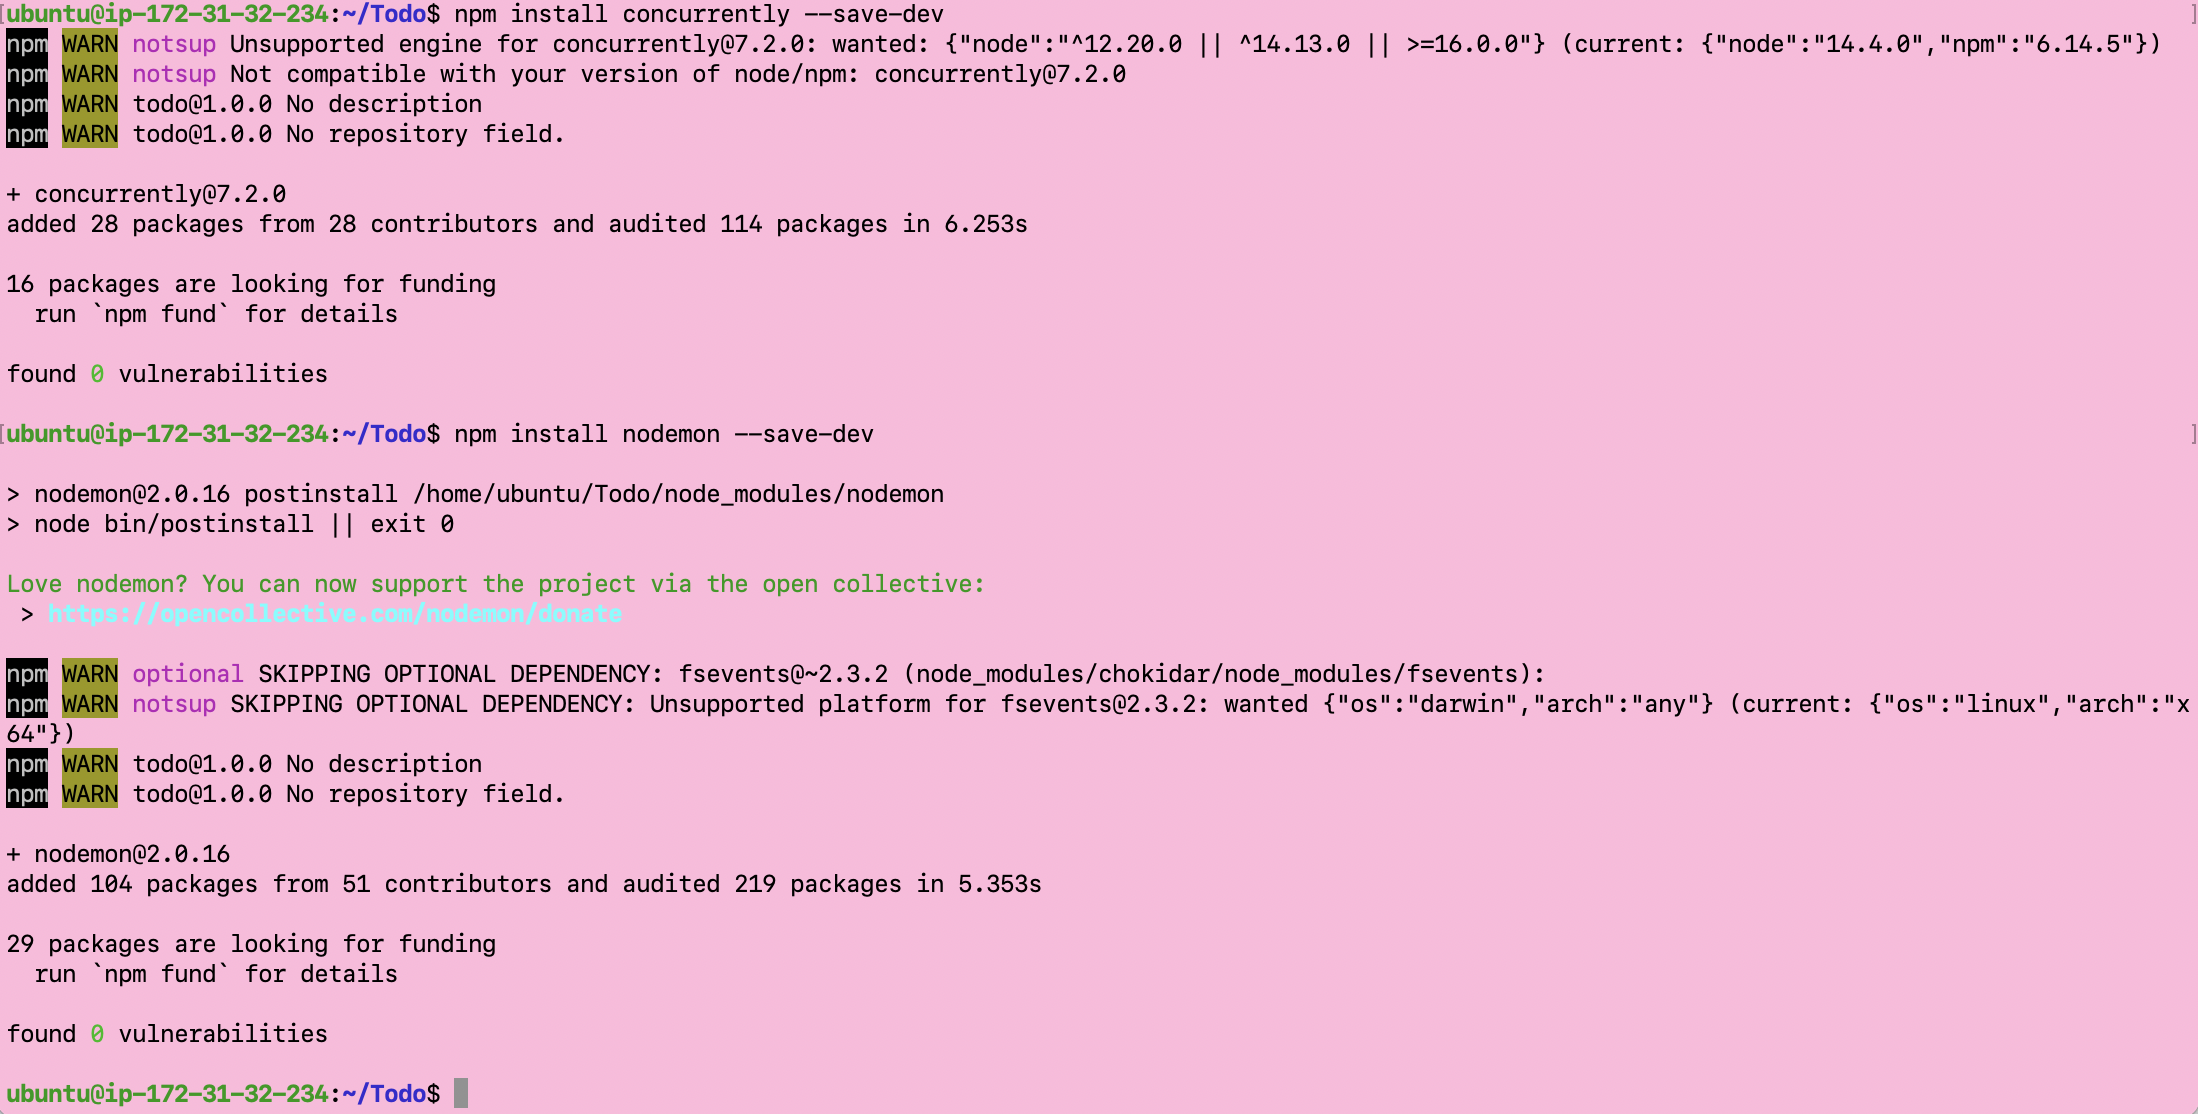 [ubuntu@ip-172-31-32-234:~/Todo$ npm install concurrently --save-dev ]
npm WARN notsup Unsupported engine for concurrently@7.2.0: wanted: {"node":"^12.20.0 || ^14.13.0 || >=16.0.0"} (current: {"node":"14.4.0","npm":"6.14.5"})
npm WARN notsup Not compatible with your version of node/npm: concurrently@7.2.0
npm WARN todo@1.0.0 No description
npm WARN todo@1.0.0 No repository field.
+ concurrently@7.2.0
added 28 packages from 28 contributors and audited 114 packages in 6.253s
16 packages are looking for funding
run `npm fund` for details
found 0 vulnerabilities
[ubuntu@ip-172-31-32-234:~/Todo$ npm install nodemon --save-dev ]
> nodemon@2.0.16 postinstall /home/ubuntu/Todo/node_modules/nodemon
> node bin/postinstall || exit 0
Love nodemon? You can now support the project via the open collective:
> https://opencollective.com/nodemon/donate
npm WARN optional SKIPPING OPTIONAL DEPENDENCY: fsevents@~2.3.2 (node_modules/chokidar/node_modules/fsevents):
npm WARN notsup SKIPPING OPTIONAL DEPENDENCY: Unsupported platform for fsevents@2.3.2: wanted {"os":"darwin","arch":"any"} (current: {"os":"linux","arch":"x
64"})
npm WARN todo@1.0.0 No description
npm WARN todo@1.0.0 No repository field.
+ nodemon@2.0.16
added 104 packages from 51 contributors and audited 219 packages in 5.353s
29 packages are looking for funding
run `npm fund` for details
found 0 vulnerabilities
ubuntu@ip-172-31-32-234:~/Todo$